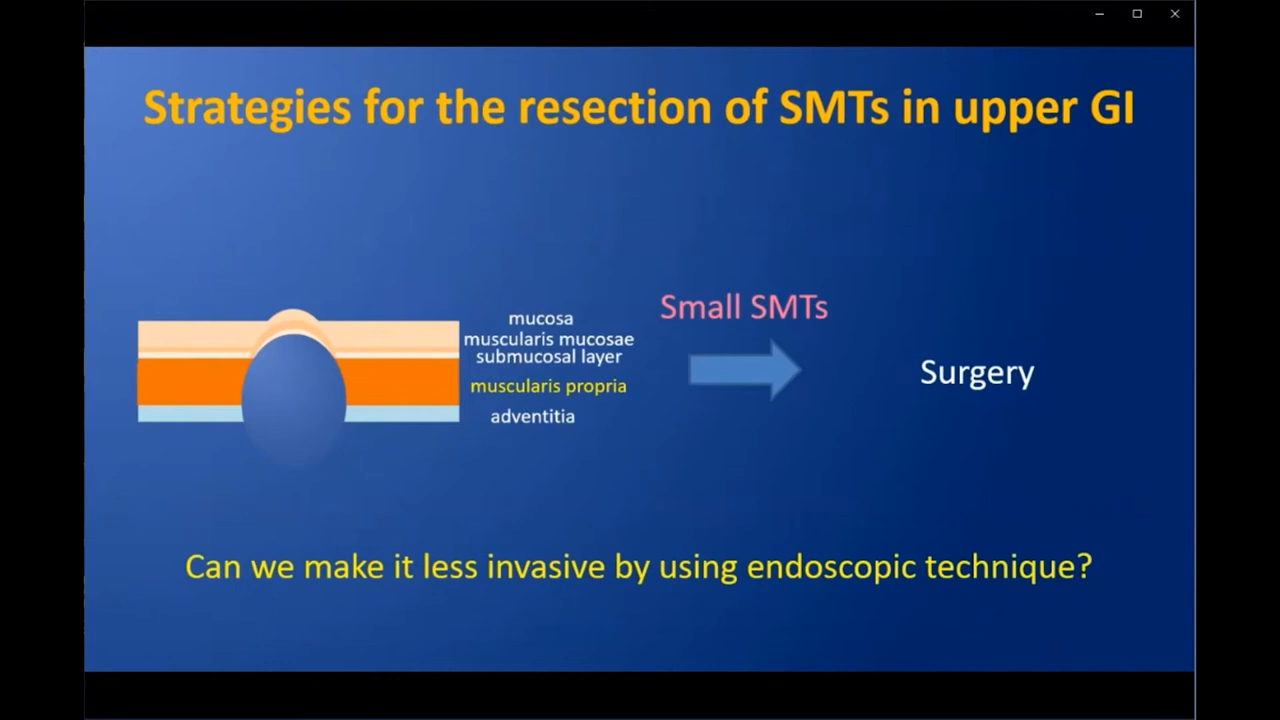 Strategies for the resection of SMTs in upper GI
mucosa
muscularis mucosae
submucosal layer
muscularis propria
adventitia
Small SMTs
Surgery
Can we make it less invasive by using endoscopic technique?